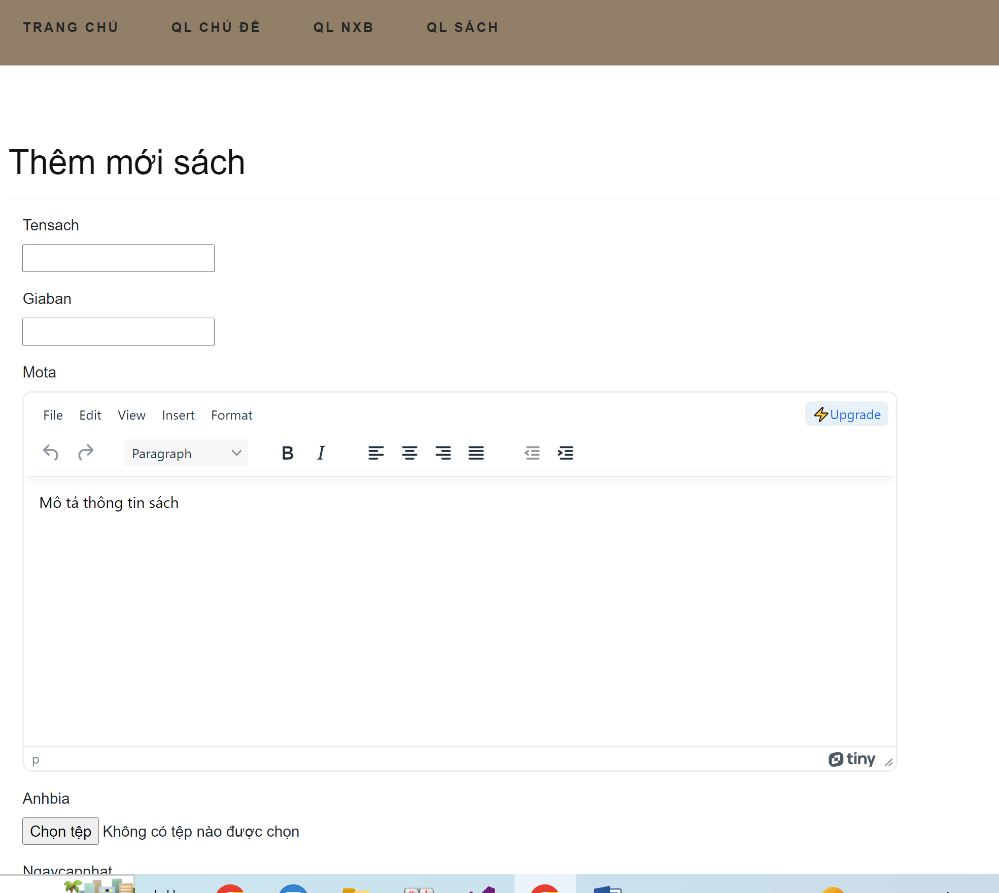 TRANG CHỦ QL CHỦ ĐỀ QL NXB QL SÁCH
Thêm mới sách
Tensach
Giaban
Mota
File Edit View Insert Format ⚡Upgrade
Paragraph B I
Mô tả thông tin sách
p tiny
Anhbia
Chọn tệp Không có tệp nào được chọn
Ngaycapnhat